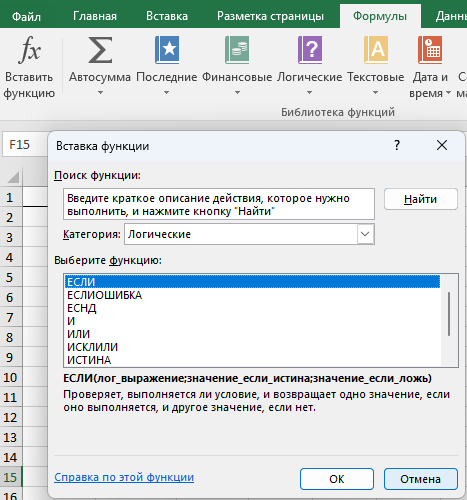 Файл Главная Вставка Разметка страницы Формулы
Вставить функцию
Автосумма
Последние
Финансовые
Логические
Текстовые
Дата и время
Библиотека функций
F15
Вставка функции
Поиск функции:
Введите краткое описание действия, которое нужно
выполнить, и нажмите кнопку "Найти"
Найти
Категория: Логические
Выберите функцию:
ЕСЛИ
ЕСЛИОШИБКА
ЕСНД
И
ИЛИ
ИСКЛИЛИ
ИСТИНА
ЕСЛИ(лог_выражение;значение_если_истина;значение_если_ложь)
Проверяет, выполняется ли условие, и возвращает одно значение, если
оно выполняется, и другое значение, если нет.
Справка по этой функции
ОК
Отмена
1
2
3
4
5
6
7
8
9
10
11
12
13
14
15
16